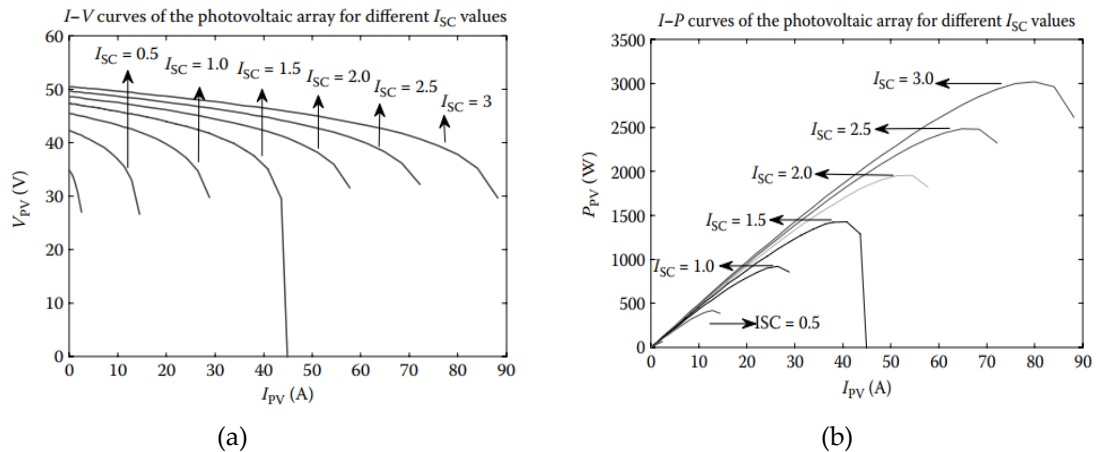 I–V curves of the photovoltaic array for different ISC values
60
50
40
30
20
10
0
VPV (V)
ISC = 0.5
ISC = 1.0
ISC = 1.5
ISC = 2.0
ISC = 2.5
ISC = 3
0 10 20 30 40 50 60 70 80 90
IPV (A)
(a)
I–P curves of the photovoltaic array for different ISC values
3500
3000
2500
2000
1500
1000
500
0
PPV (W)
ISC = 3.0
ISC = 2.5
ISC = 2.0
ISC = 1.5
ISC = 1.0
ISC = 0.5
0 10 20 30 40 50 60 70 80 90
IPV (A)
(b)